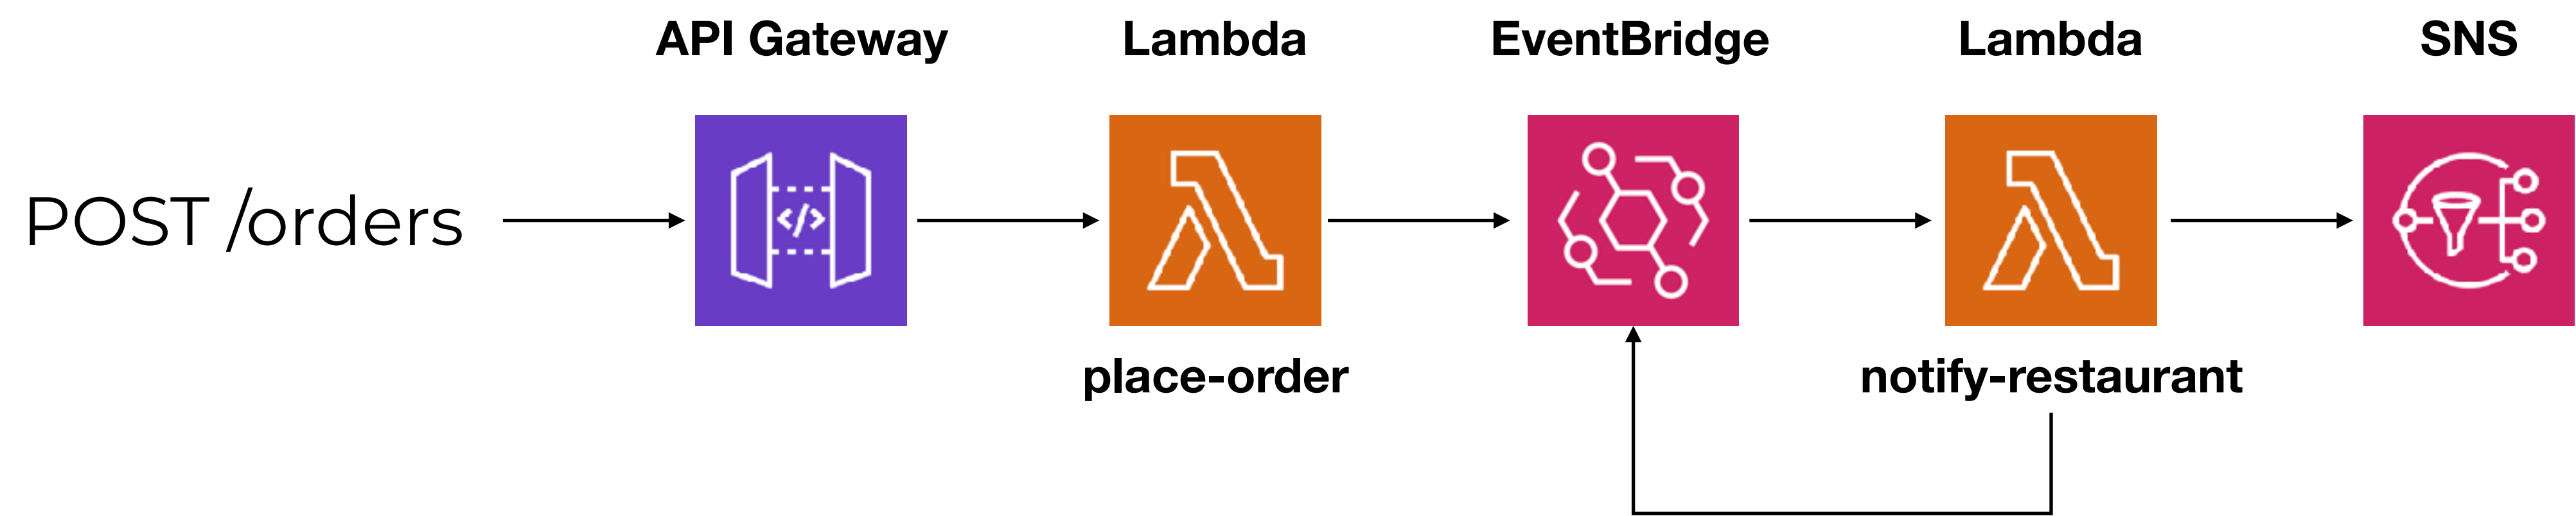 API Gateway
Lambda
EventBridge
Lambda
SNS
POST /orders
</>
place-order
notify-restaurant